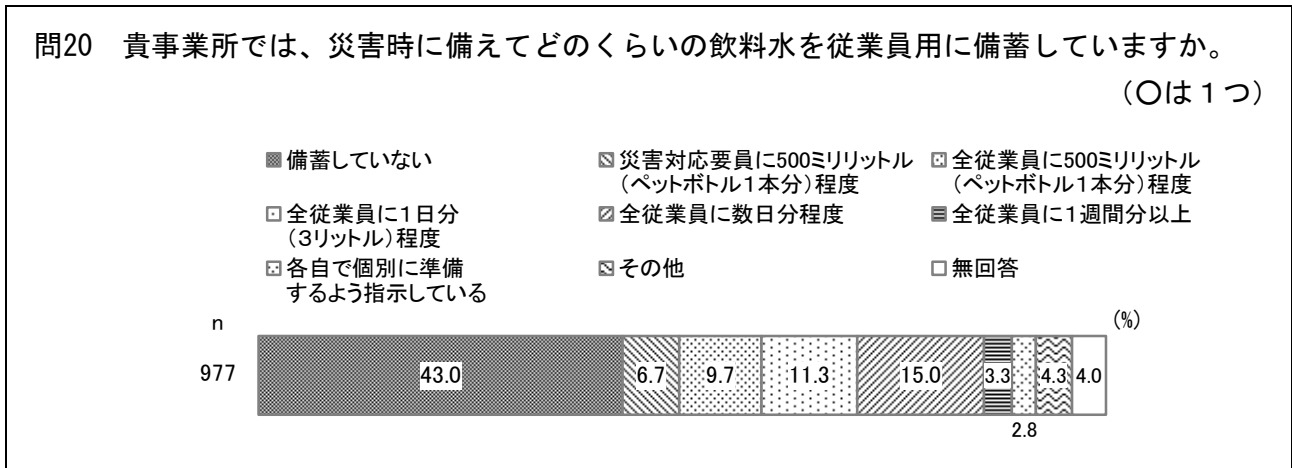 問20　貴事業所では、災害時に備えてどのくらいの飲料水を従業員用に備蓄していますか。
（〇は１つ）
備蓄していない
災害対応要員に500ミリリットル
（ペットボトル１本分）程度
全従業員に500ミリリットル
（ペットボトル１本分）程度
全従業員に１日分
（３リットル）程度
全従業員に数日分程度
全従業員に１週間分以上
各自で個別に準備
するよう指示している
その他
無回答
n
(%)
977
43.0
6.7
9.7
11.3
15.0
3.3
4.3
4.0
2.8